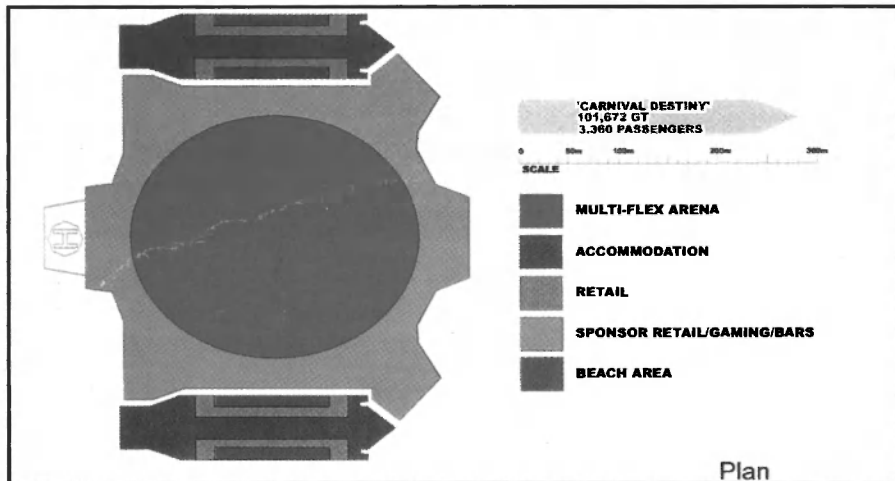 'CARNIVAL DESTINY'
101,672 GT
3,360 PASSENGERS
0 50m 100m 200m 300m
SCALE
MULTI-FLEX ARENA
ACCOMMODATION
RETAIL
SPONSOR RETAIL/GAMING/BARS
BEACH AREA
H
Plan